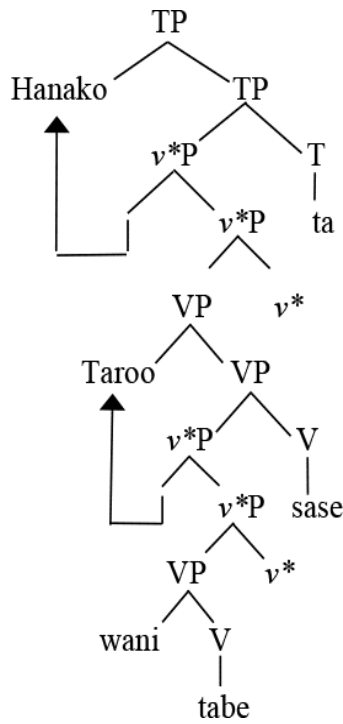 TP
Hanako TP
v*P T
v*P ta
VP v*
Taroo VP
v*P V
v*P sase
VP v*
wani V
tabe